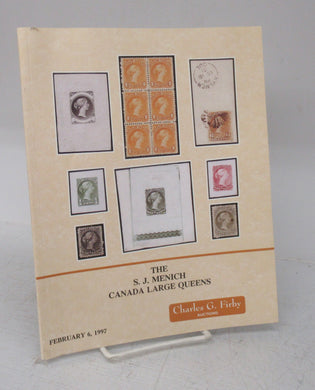 THE
S. J. MENICH
CANADA LARGE QUEENS
Charles G. Firby
AUCTIONS
FEBRUARY 6, 1997